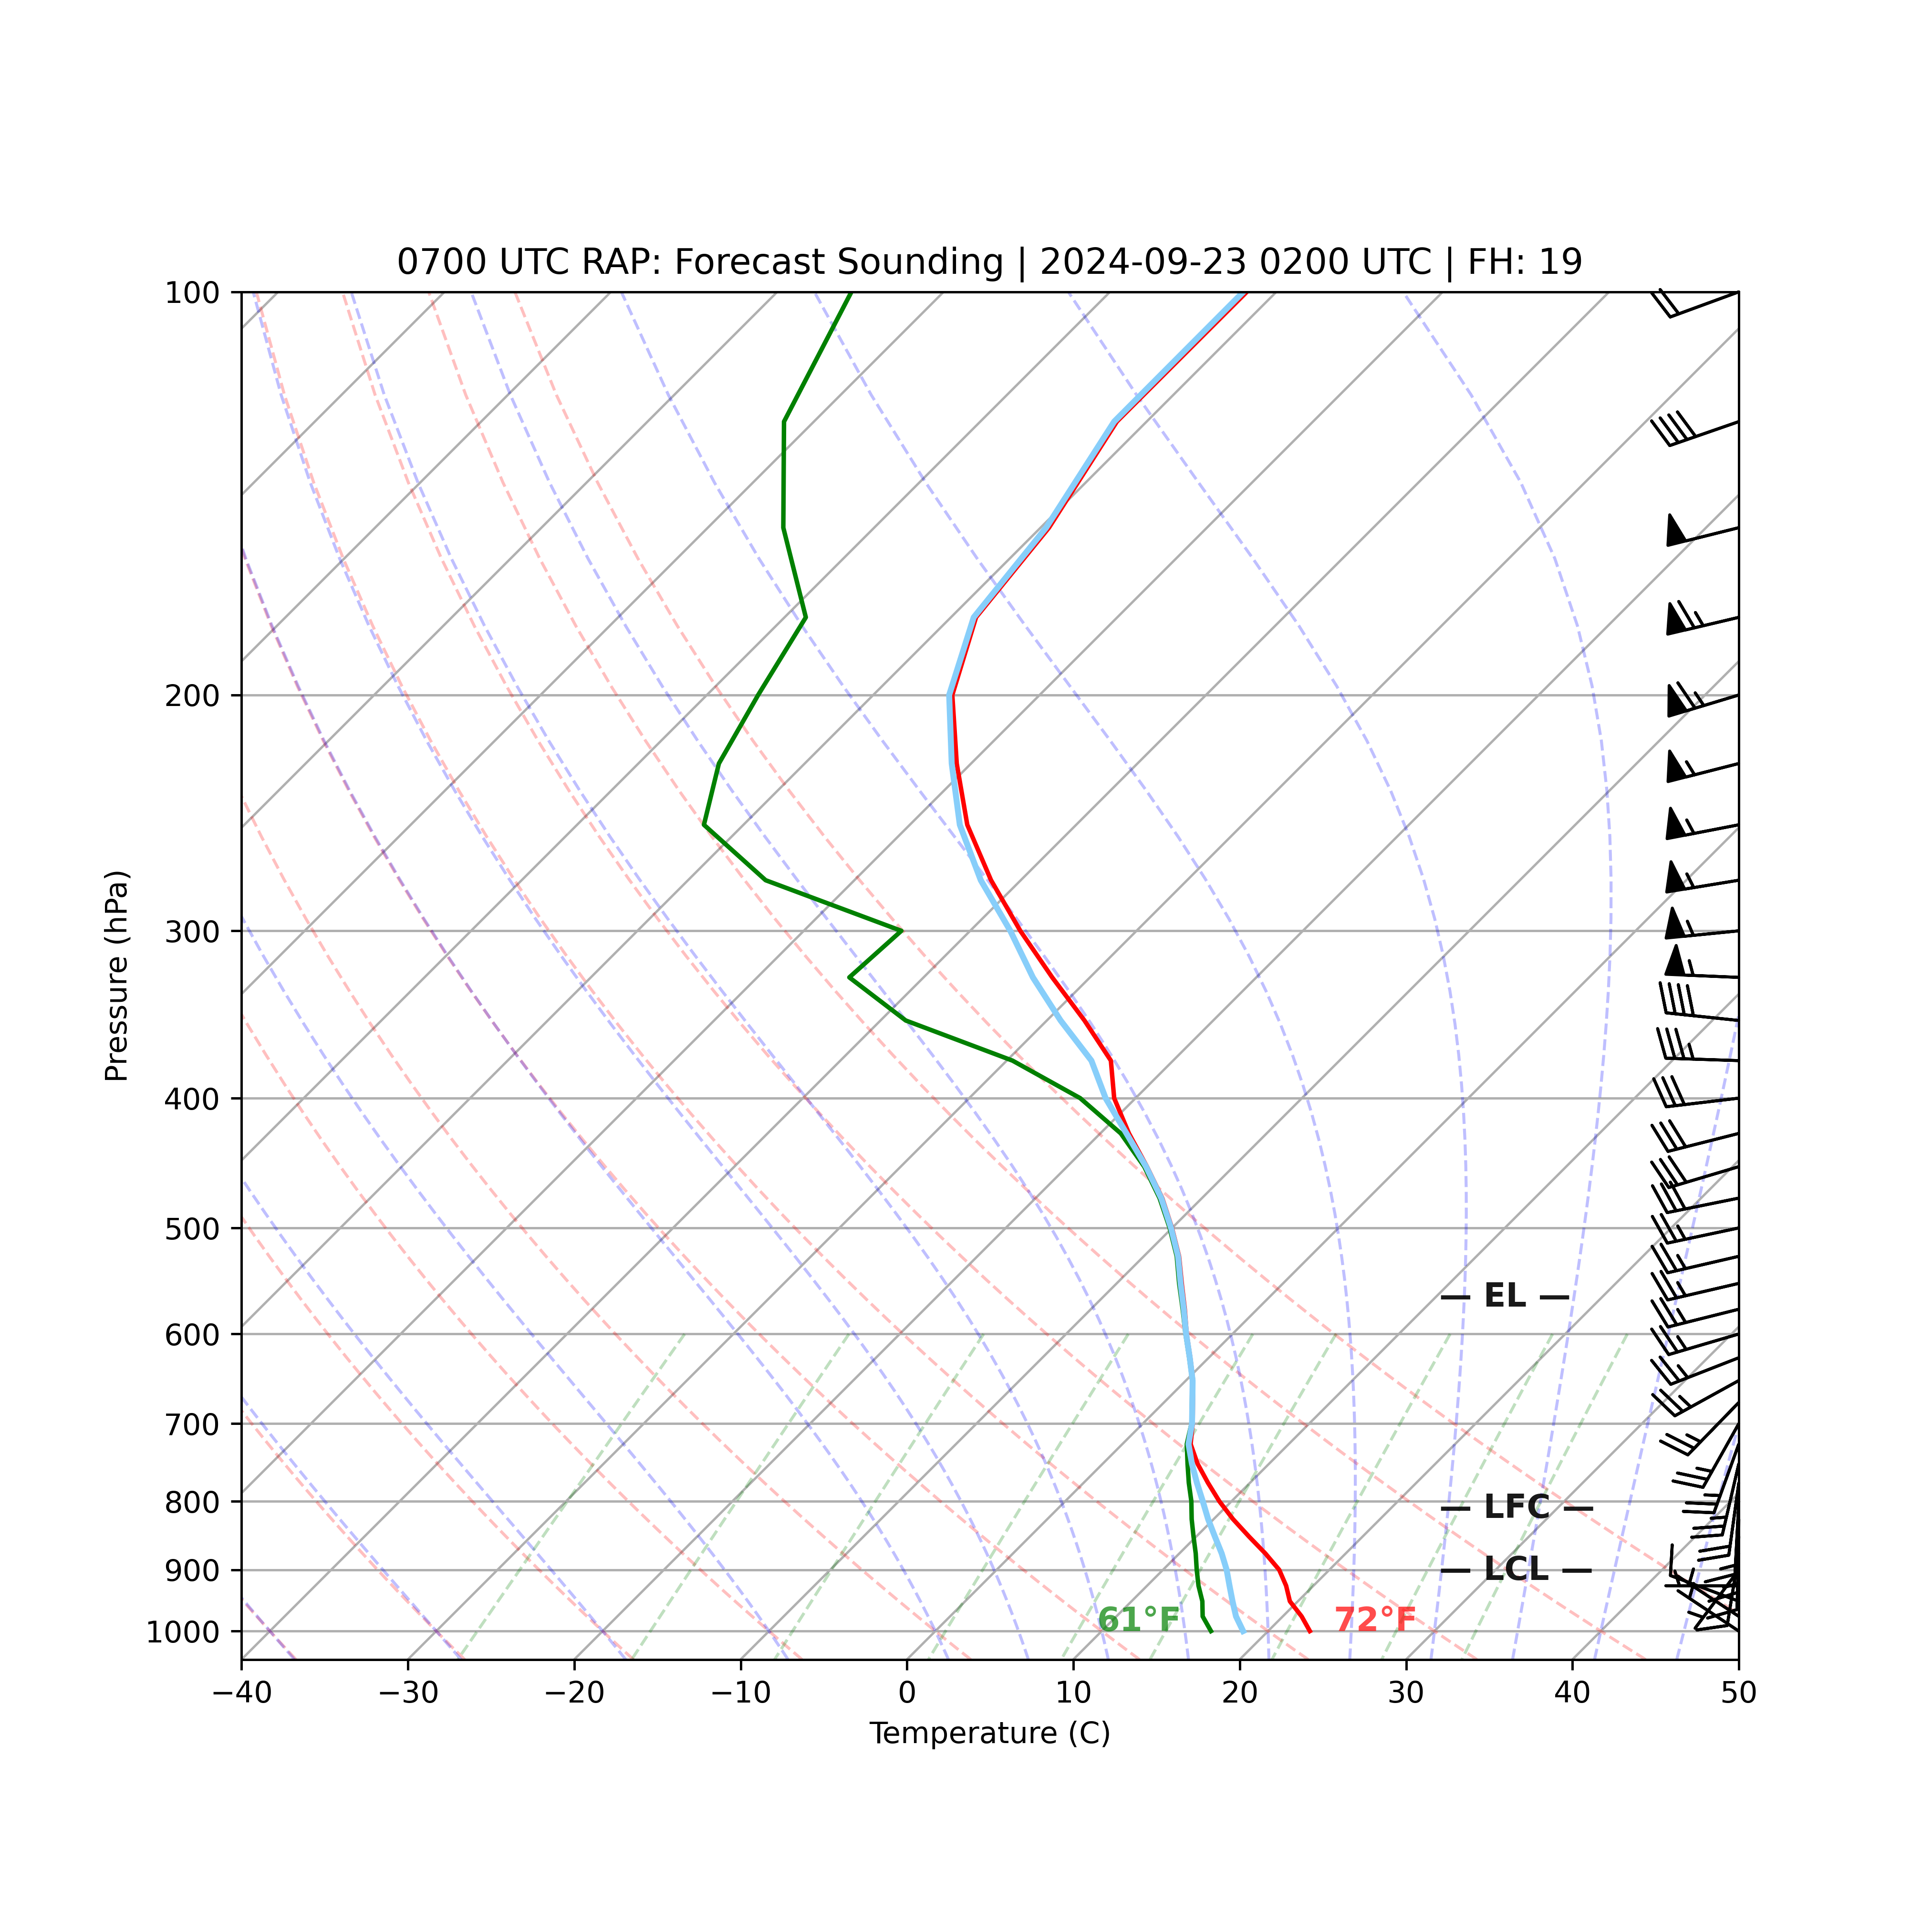 0700 UTC RAP: Forecast Sounding | 2024-09-23 0200 UTC | FH: 19
100
200
300
400
500
600
700
800
900
1000
Pressure (hPa)
— EL —
— LFC —
— LCL —
61°F
72°F
−40 −30 −20 −10 0 10 20 30 40 50
Temperature (C)